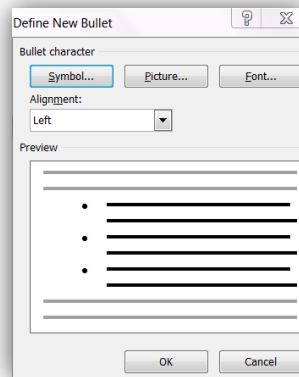 Define New Bullet
Bullet character
Symbol... Picture... Font...
Alignment:
Left
Preview
OK Cancel